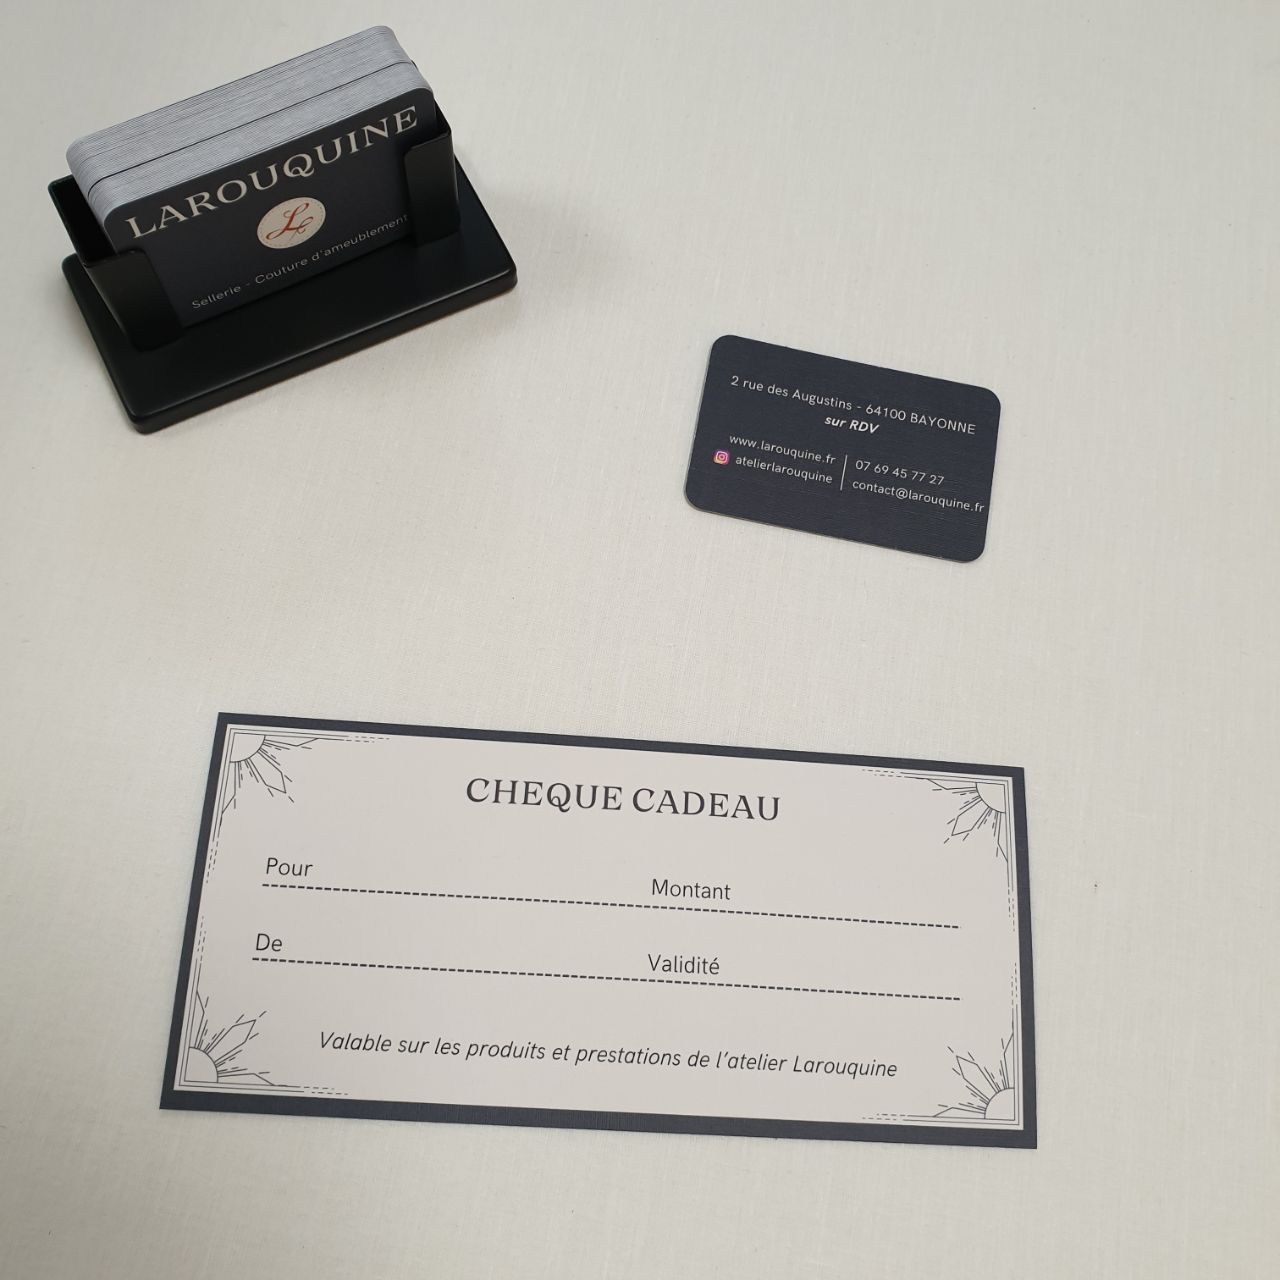 LAROUQUINE
L
Sellerie - Couture d'ameublement
2 rue des Augustins - 64100 BAYONNE
sur RDV
www.larouquine.fr
atelierlarouquine
07 69 45 77 27
contact@larouquine.fr
CHEQUE CADEAU
Pour
Montant
De
Validité
Valable sur les produits et prestations de l'atelier Larouquine